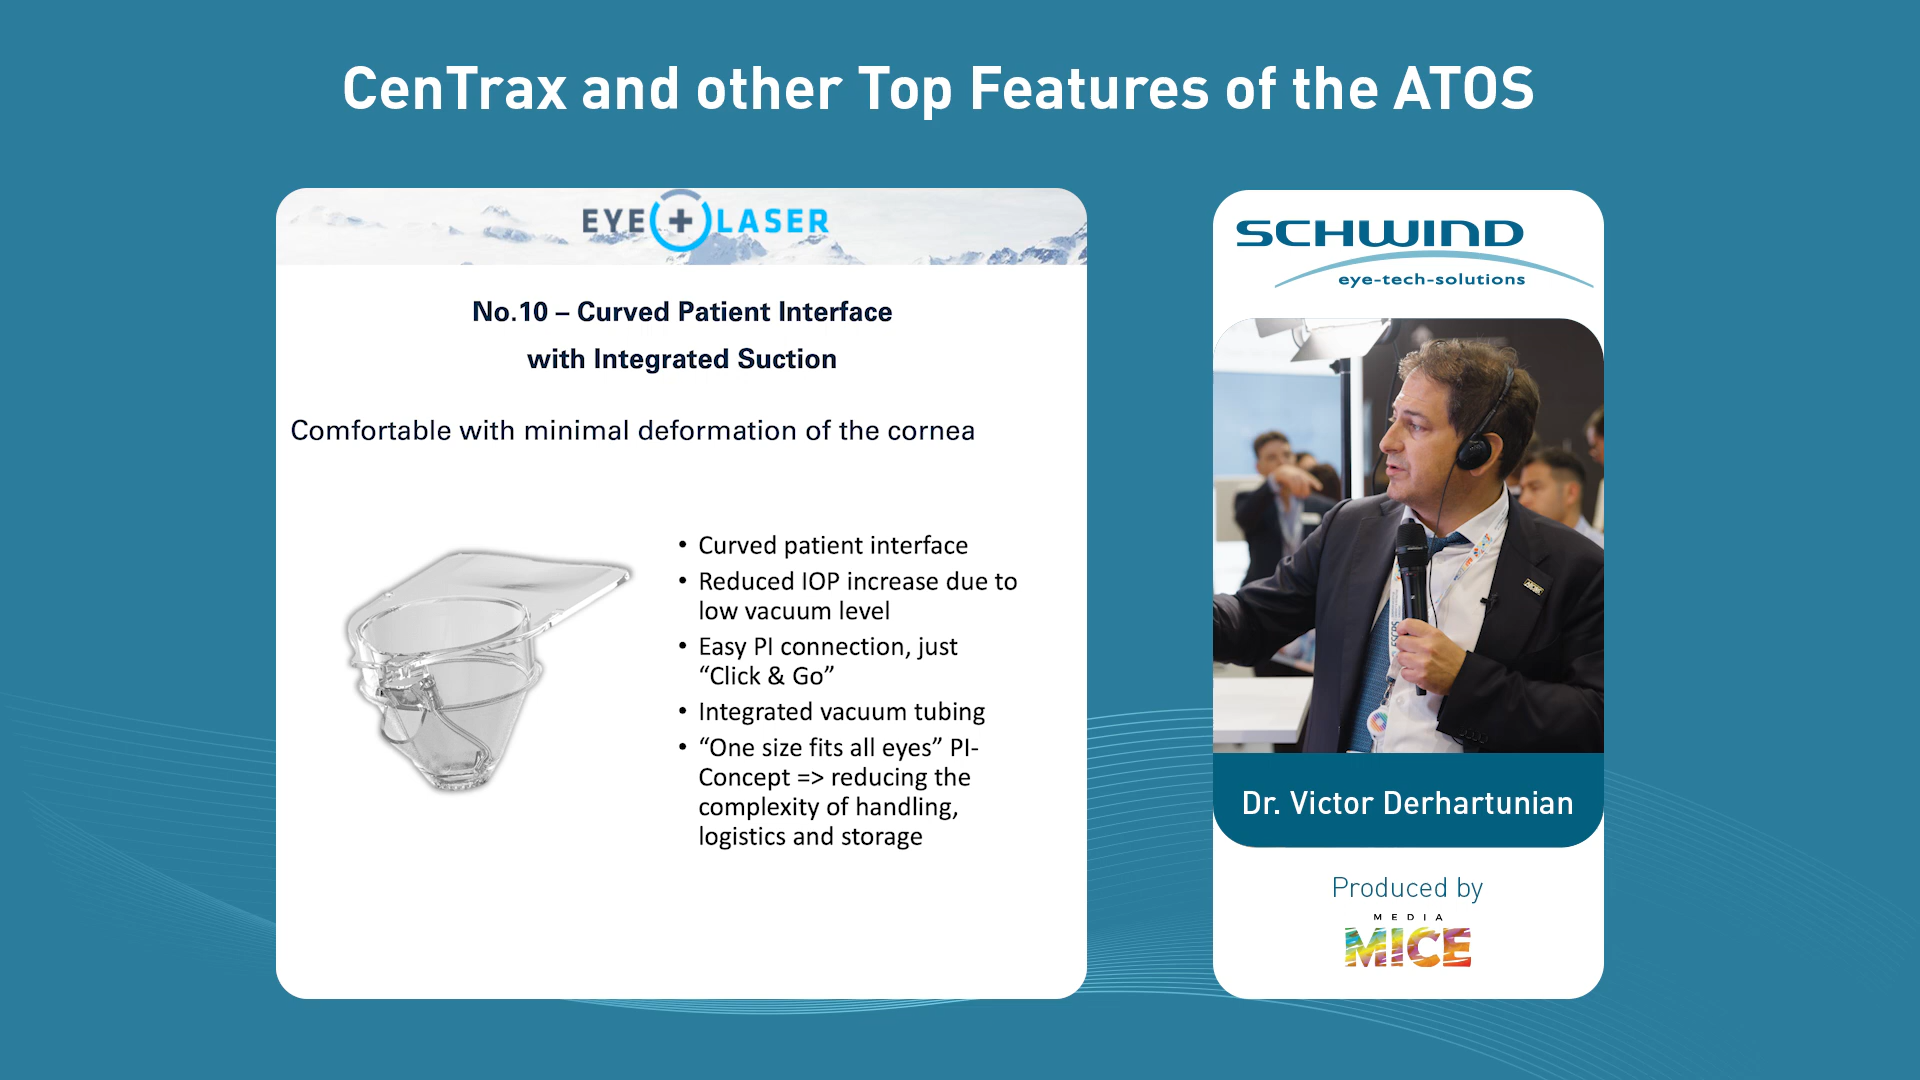 CenTrax and other Top Features of the ATOS
EYE LASER
No.10 – Curved Patient Interface
with Integrated Suction
Comfortable with minimal deformation of the cornea
• Curved patient interface
• Reduced IOP increase due to
low vacuum level
• Easy PI connection, just
“Click & Go”
• Integrated vacuum tubing
• “One size fits all eyes” PI-
Concept => reducing the
complexity of handling,
logistics and storage
SCHWIND
eye-tech-solutions
ESCRS
Dr. Victor Derhartunian
Produced by
MEDIA
MICE